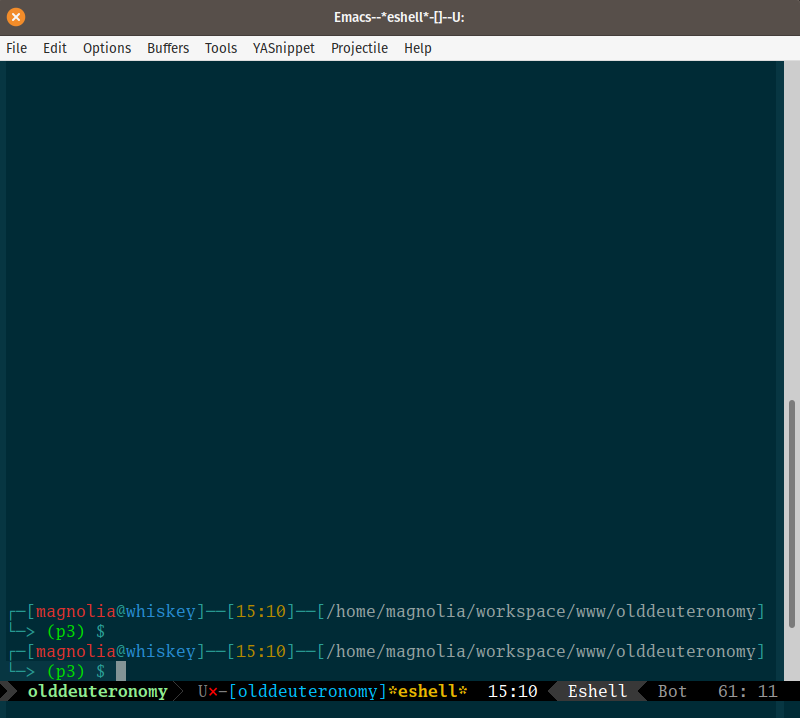 Emacs--*eshell*-[]--U:
File Edit Options Buffers Tools YASnippet Projectile Help
┌─[magnolia@whiskey]──[15:10]──[/home/magnolia/workspace/www/olddeuteronomy]
└─> (p3) $
┌─[magnolia@whiskey]──[15:10]──[/home/magnolia/workspace/www/olddeuteronomy]
└─> (p3) $
olddeuteronomy U×-[olddeuteronomy]*eshell* 15:10 Eshell Bot 61: 11